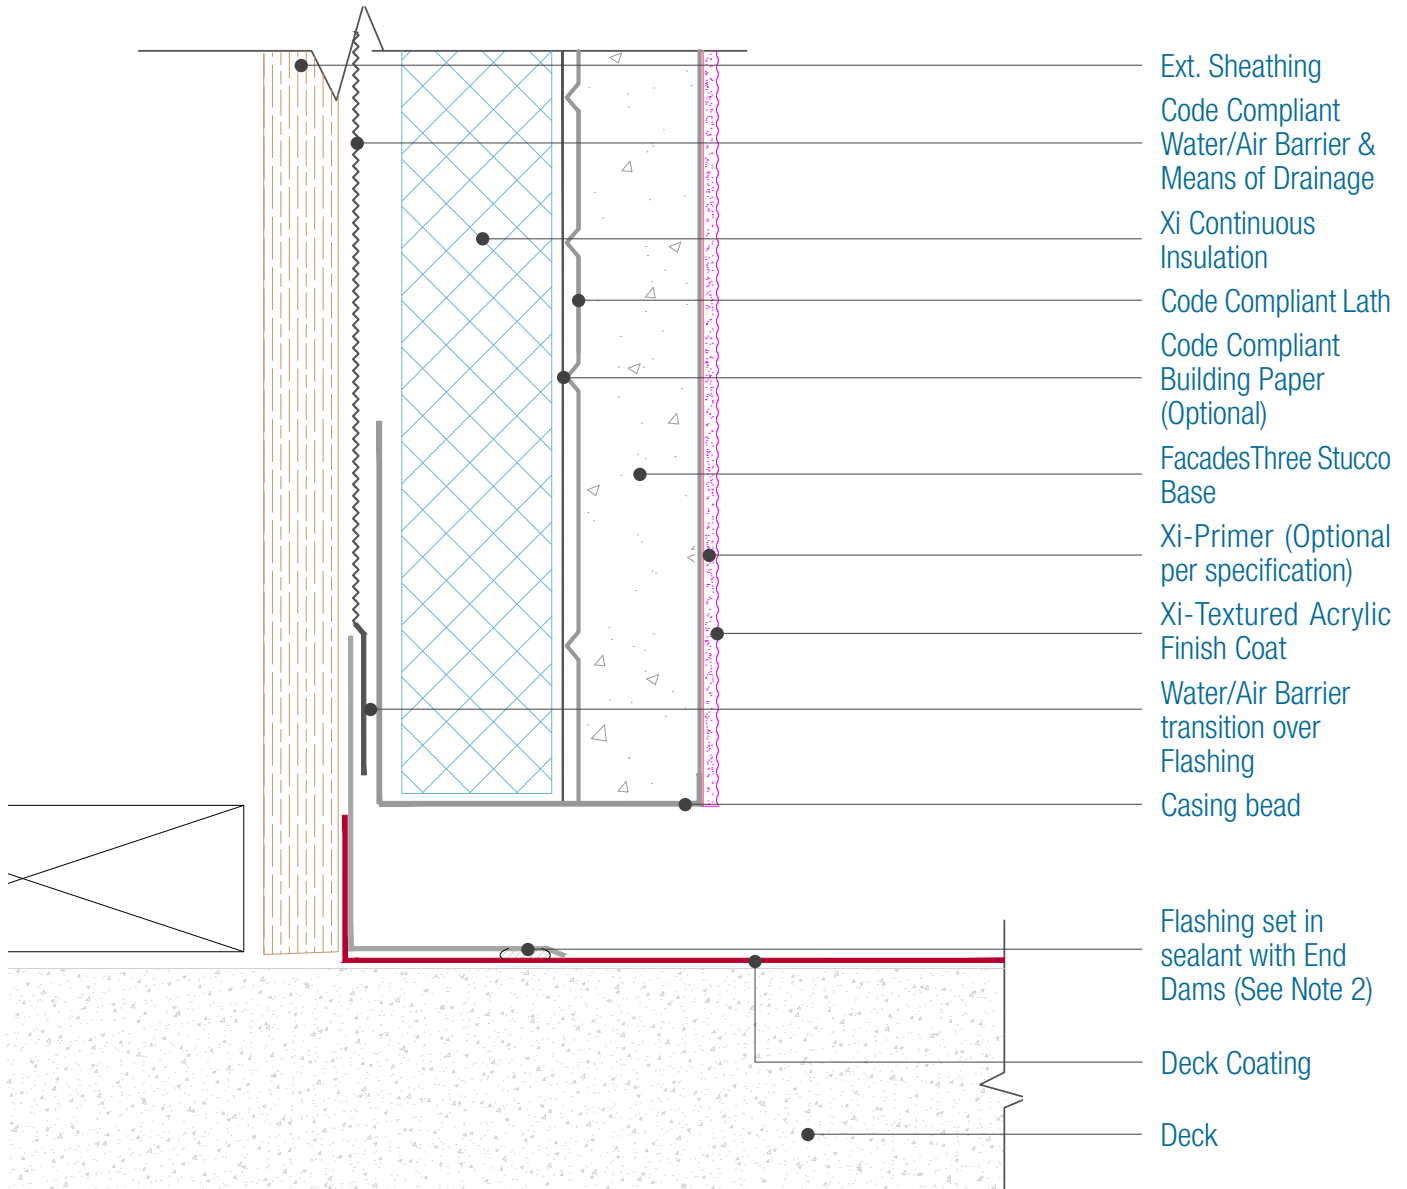 Ext. Sheathing
Code Compliant
Water/Air Barrier &
Means of Drainage
Xi Continuous
Insulation
Code Compliant Lath
Code Compliant
Building Paper
(Optional)
FacadesThree Stucco
Base
Xi-Primer (Optional
per specification)
Xi-Textured Acrylic
Finish Coat
Water/Air Barrier
transition over
Flashing
Casing bead
Flashing set in
sealant with End
Dams (See Note 2)
Deck Coating
Deck